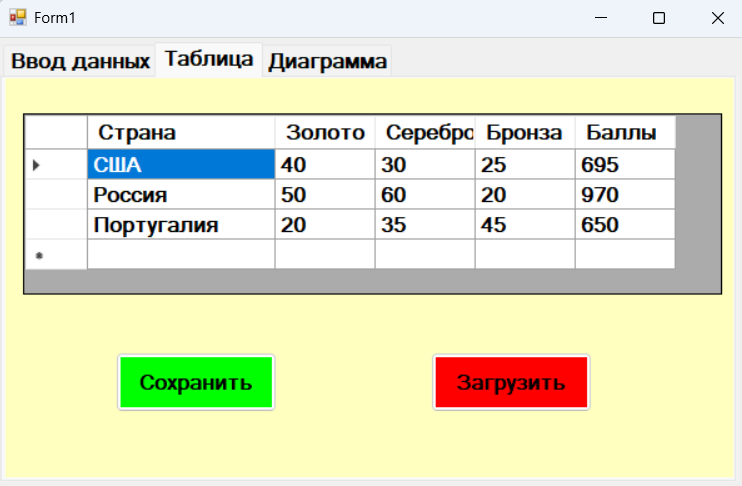 Form1
Ввод данных Таблица Диаграмма
Страна Золото Серебро Бронза Баллы
США 40 30 25 695
Россия 50 60 20 970
Португалия 20 35 45 650
Сохранить Загрузить